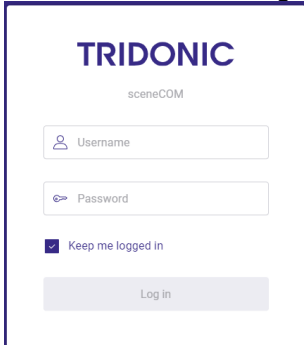 TRIDONIC
sceneCOM
Username
Password
Keep me logged in
Log in